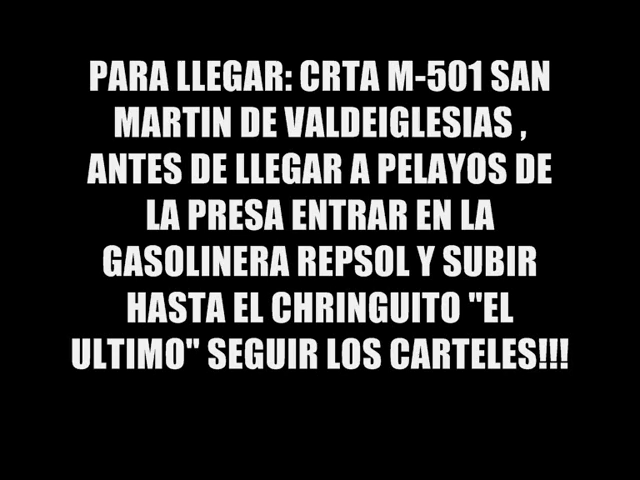 PARA LLEGAR: CRTA M-501 SAN
MARTIN DE VALDEIGLESIAS ,
ANTES DE LLEGAR A PELAYOS DE
LA PRESA ENTRAR EN LA
GASOLINERA REPSOL Y SUBIR
HASTA EL CHRINGUITO "EL
ULTIMO" SEGUIR LOS CARTELES!!!